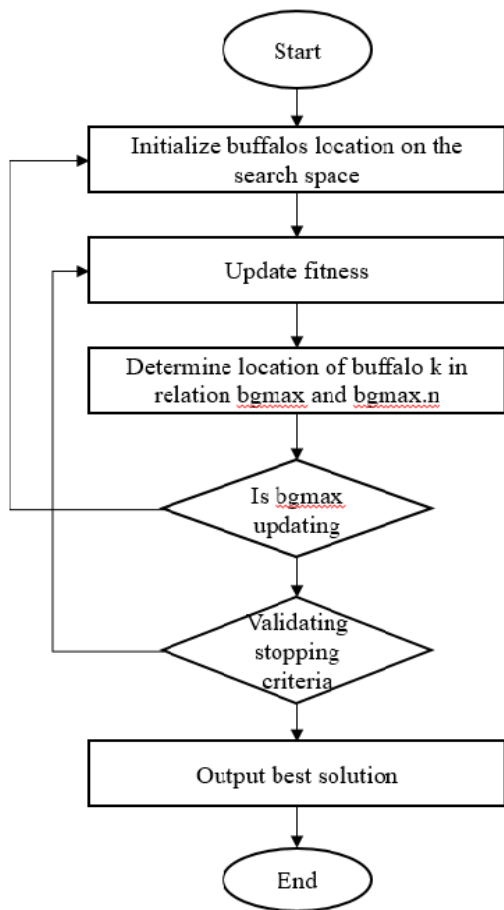 Start
Initialize buffalos location on the
search space
Update fitness
Determine location of buffalo k in
relation bgmax and bgmax.n
Is bgmax
updating
Validating
stopping
criteria
Output best solution
End